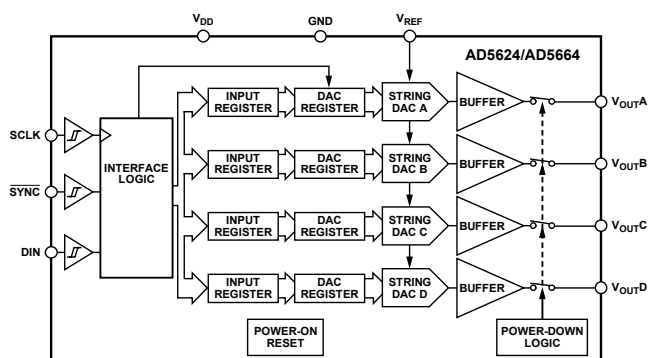 VDD
GND
VREF
AD5624/AD5664
INPUT
REGISTER
DAC
REGISTER
STRING
DAC A
BUFFER
VOUTA
SCLK
INTERFACE
LOGIC
INPUT
REGISTER
DAC
REGISTER
STRING
DAC B
BUFFER
VOUTB
SYNC
INPUT
REGISTER
DAC
REGISTER
STRING
DAC C
BUFFER
VOUTC
DIN
INPUT
REGISTER
DAC
REGISTER
STRING
DAC D
BUFFER
VOUTD
POWER-ON
RESET
POWER-DOWN
LOGIC